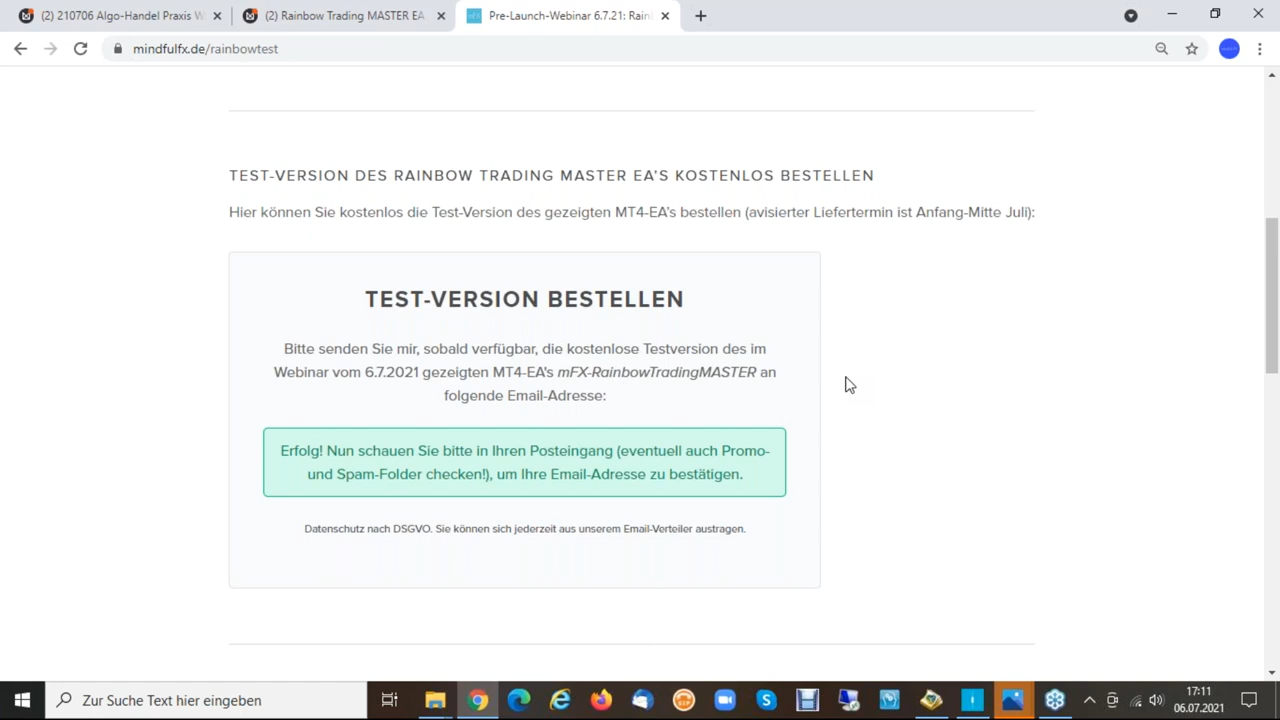 (2) 210706 Algo-Handel Praxis W
(2) Rainbow Trading MASTER EA
Pre-Launch-Webinar 6.7.21: Rain
mindfulfx.de/rainbowtest
TEST-VERSION DES RAINBOW TRADING MASTER EA'S KOSTENLOS BESTELLEN
Hier können Sie kostenlos die Test-Version des gezeigten MT4-EA's bestellen (avisierter Liefertermin ist Anfang-Mitte Juli):
TEST-VERSION BESTELLEN
Bitte senden Sie mir, sobald verfügbar, die kostenlose Testversion des im
Webinar vom 6.7.2021 gezeigten MT4-EA's mFX-RainbowTradingMASTER an
folgende Email-Adresse:
Erfolg! Nun schauen Sie bitte in Ihren Posteingang (eventuell auch Promo-
und Spam-Folder checken!), um Ihre Email-Adresse zu bestätigen.
Datenschutz nach DSGVO. Sie können sich jederzeit aus unserem Email-Verteiler austragen.
Zur Suche Text hier eingeben
17:11
06.07.2021